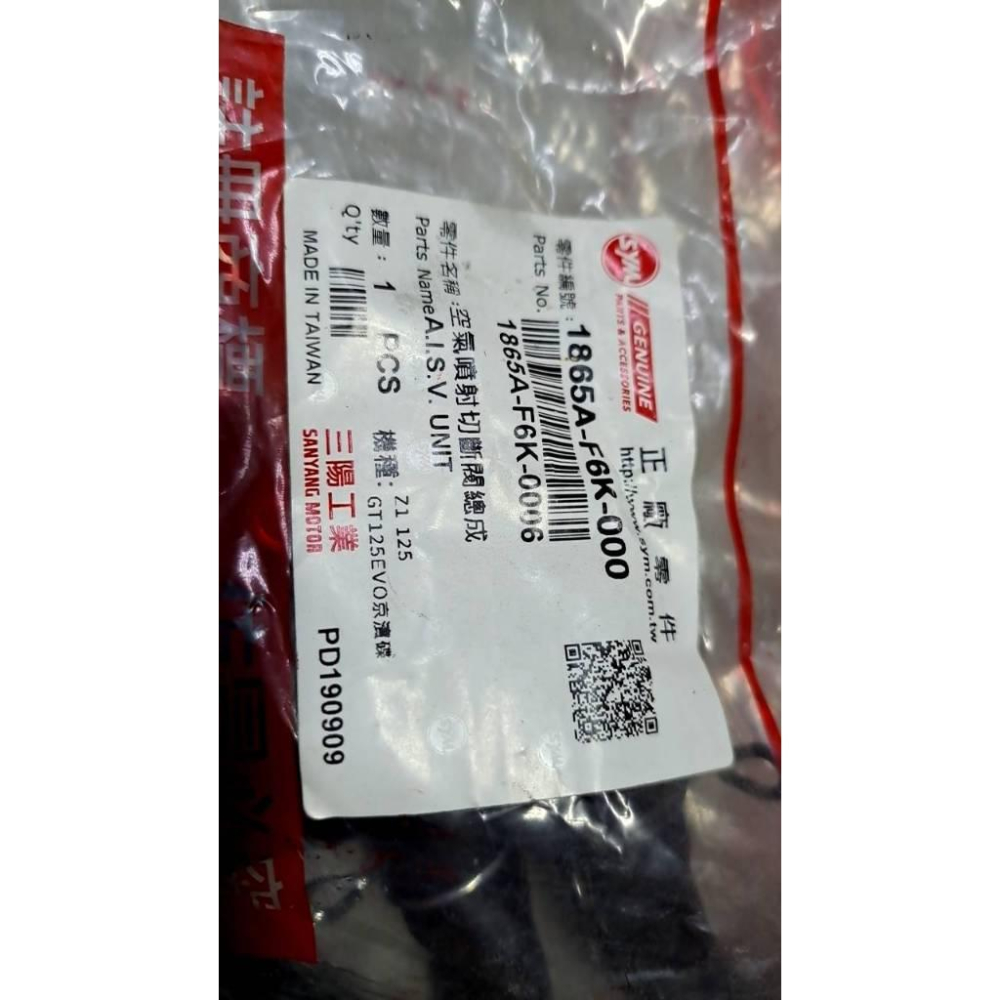 SYM GENUINE
PARTS & ACCESSORIES
正廠零件
http://www.sym.com.tw
零件編號：1865A-F6K-000
Parts No.
1865A-F6K-0006
零件名稱：空氣噴射切斷閥總成
Parts Name A.I.S.V. UNIT
數量：1 PCS
Q'ty
機種：Z1 125
GT125EVO京濱碟
MADE IN TAIWAN
三陽工業
SANYANG MOTOR
PD190909